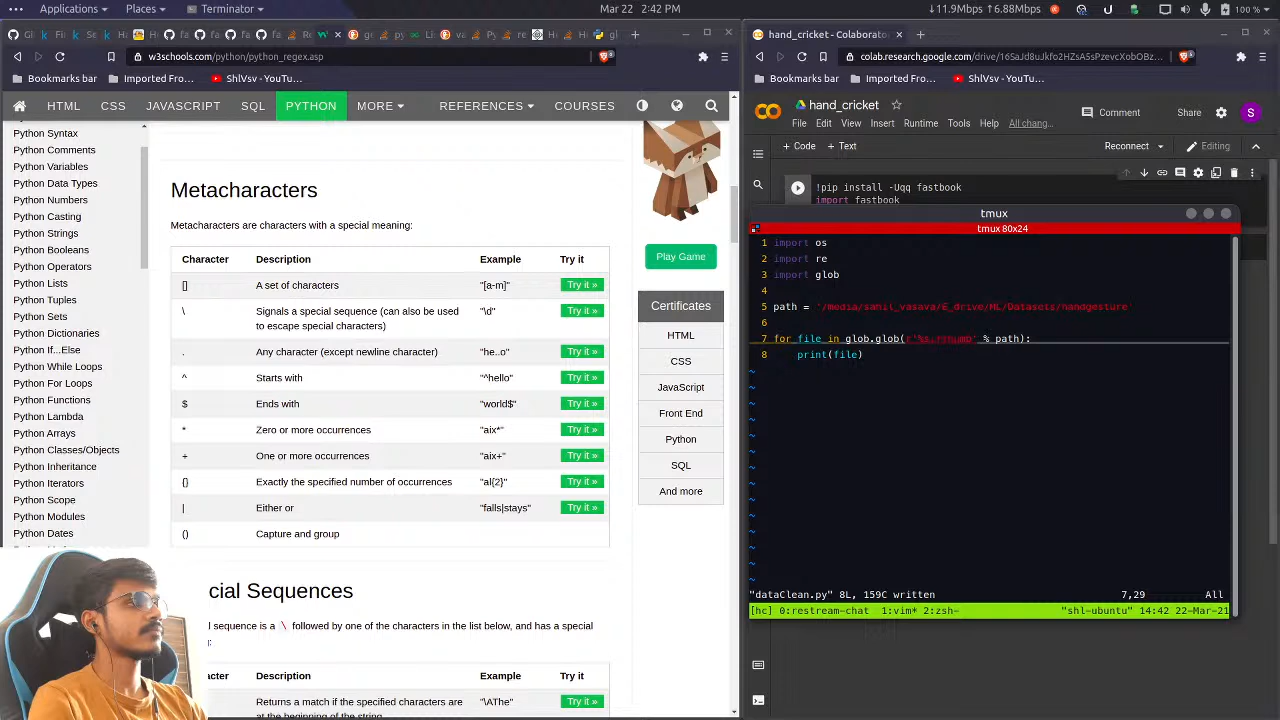 Applications
Places
Terminator
Mar 22 2:42 PM
↓11.9Mbps ↑6.88Mbps
100 %
w3schools.com/python/python_regex.asp
Bookmarks bar
Imported Fro...
ShlVsv - YouTu...
HTML
CSS
JAVASCRIPT
SQL
PYTHON
MORE
REFERENCES
COURSES
Python Syntax
Python Comments
Python Variables
Python Data Types
Python Numbers
Python Casting
Python Strings
Python Booleans
Python Operators
Python Lists
Python Tuples
Python Sets
Python Dictionaries
Python If...Else
Python While Loops
Python For Loops
Python Functions
Python Lambda
Python Arrays
Python Classes/Objects
Python Inheritance
Python Iterators
Python Scope
Python Modules
Python Dates
Metacharacters
Metacharacters are characters with a special meaning:
Character Description Example Try it
[] A set of characters "[a-m]" Try it »
\ Signals a special sequence (can also be used
to escape special characters) "\d" Try it »
. Any character (except newline character) "he..o" Try it »
^ Starts with "^hello" Try it »
$ Ends with "world$" Try it »
* Zero or more occurrences "aix*" Try it »
+ One or more occurrences "aix+" Try it »
{} Exactly the specified number of occurrences "al{2}" Try it »
| Either or "falls|stays" Try it »
() Capture and group
cial Sequences
sequence is a \ followed by one of the characters in the list below, and has a special
g:
acter Description Example Try it
Returns a match if the specified characters are
at the beginning of the string "\AThe" Try it »
Play Game
Certificates
HTML
CSS
JavaScript
Front End
Python
SQL
And more
hand_cricket - Colaborato
Bookmarks bar
Imported Fro...
ShlVsv - YouTu...
hand_cricket
File Edit View Insert Runtime Tools Help All chang...
Comment
Share
S
+ Code + Text
Reconnect
Editing
!pip install -Uqq fastbook
import fastbook
tmux
tmux 80x24
1 import os
2 import re
3 import glob
4
5 path = '/media/sahil_vasava/E_drive/ML/Datasets/handgesture'
6
7 for file in glob.glob( % path):
8 print(file)
~
~
~
~
~
~
~
~
~
~
~
~
~
~
"dataClean.py" 8L, 159C written 7,29 All
[hc] 0:restream-chat 1:vim* 2:zsh- "shl-ubuntu" 14:42 22-Mar-21